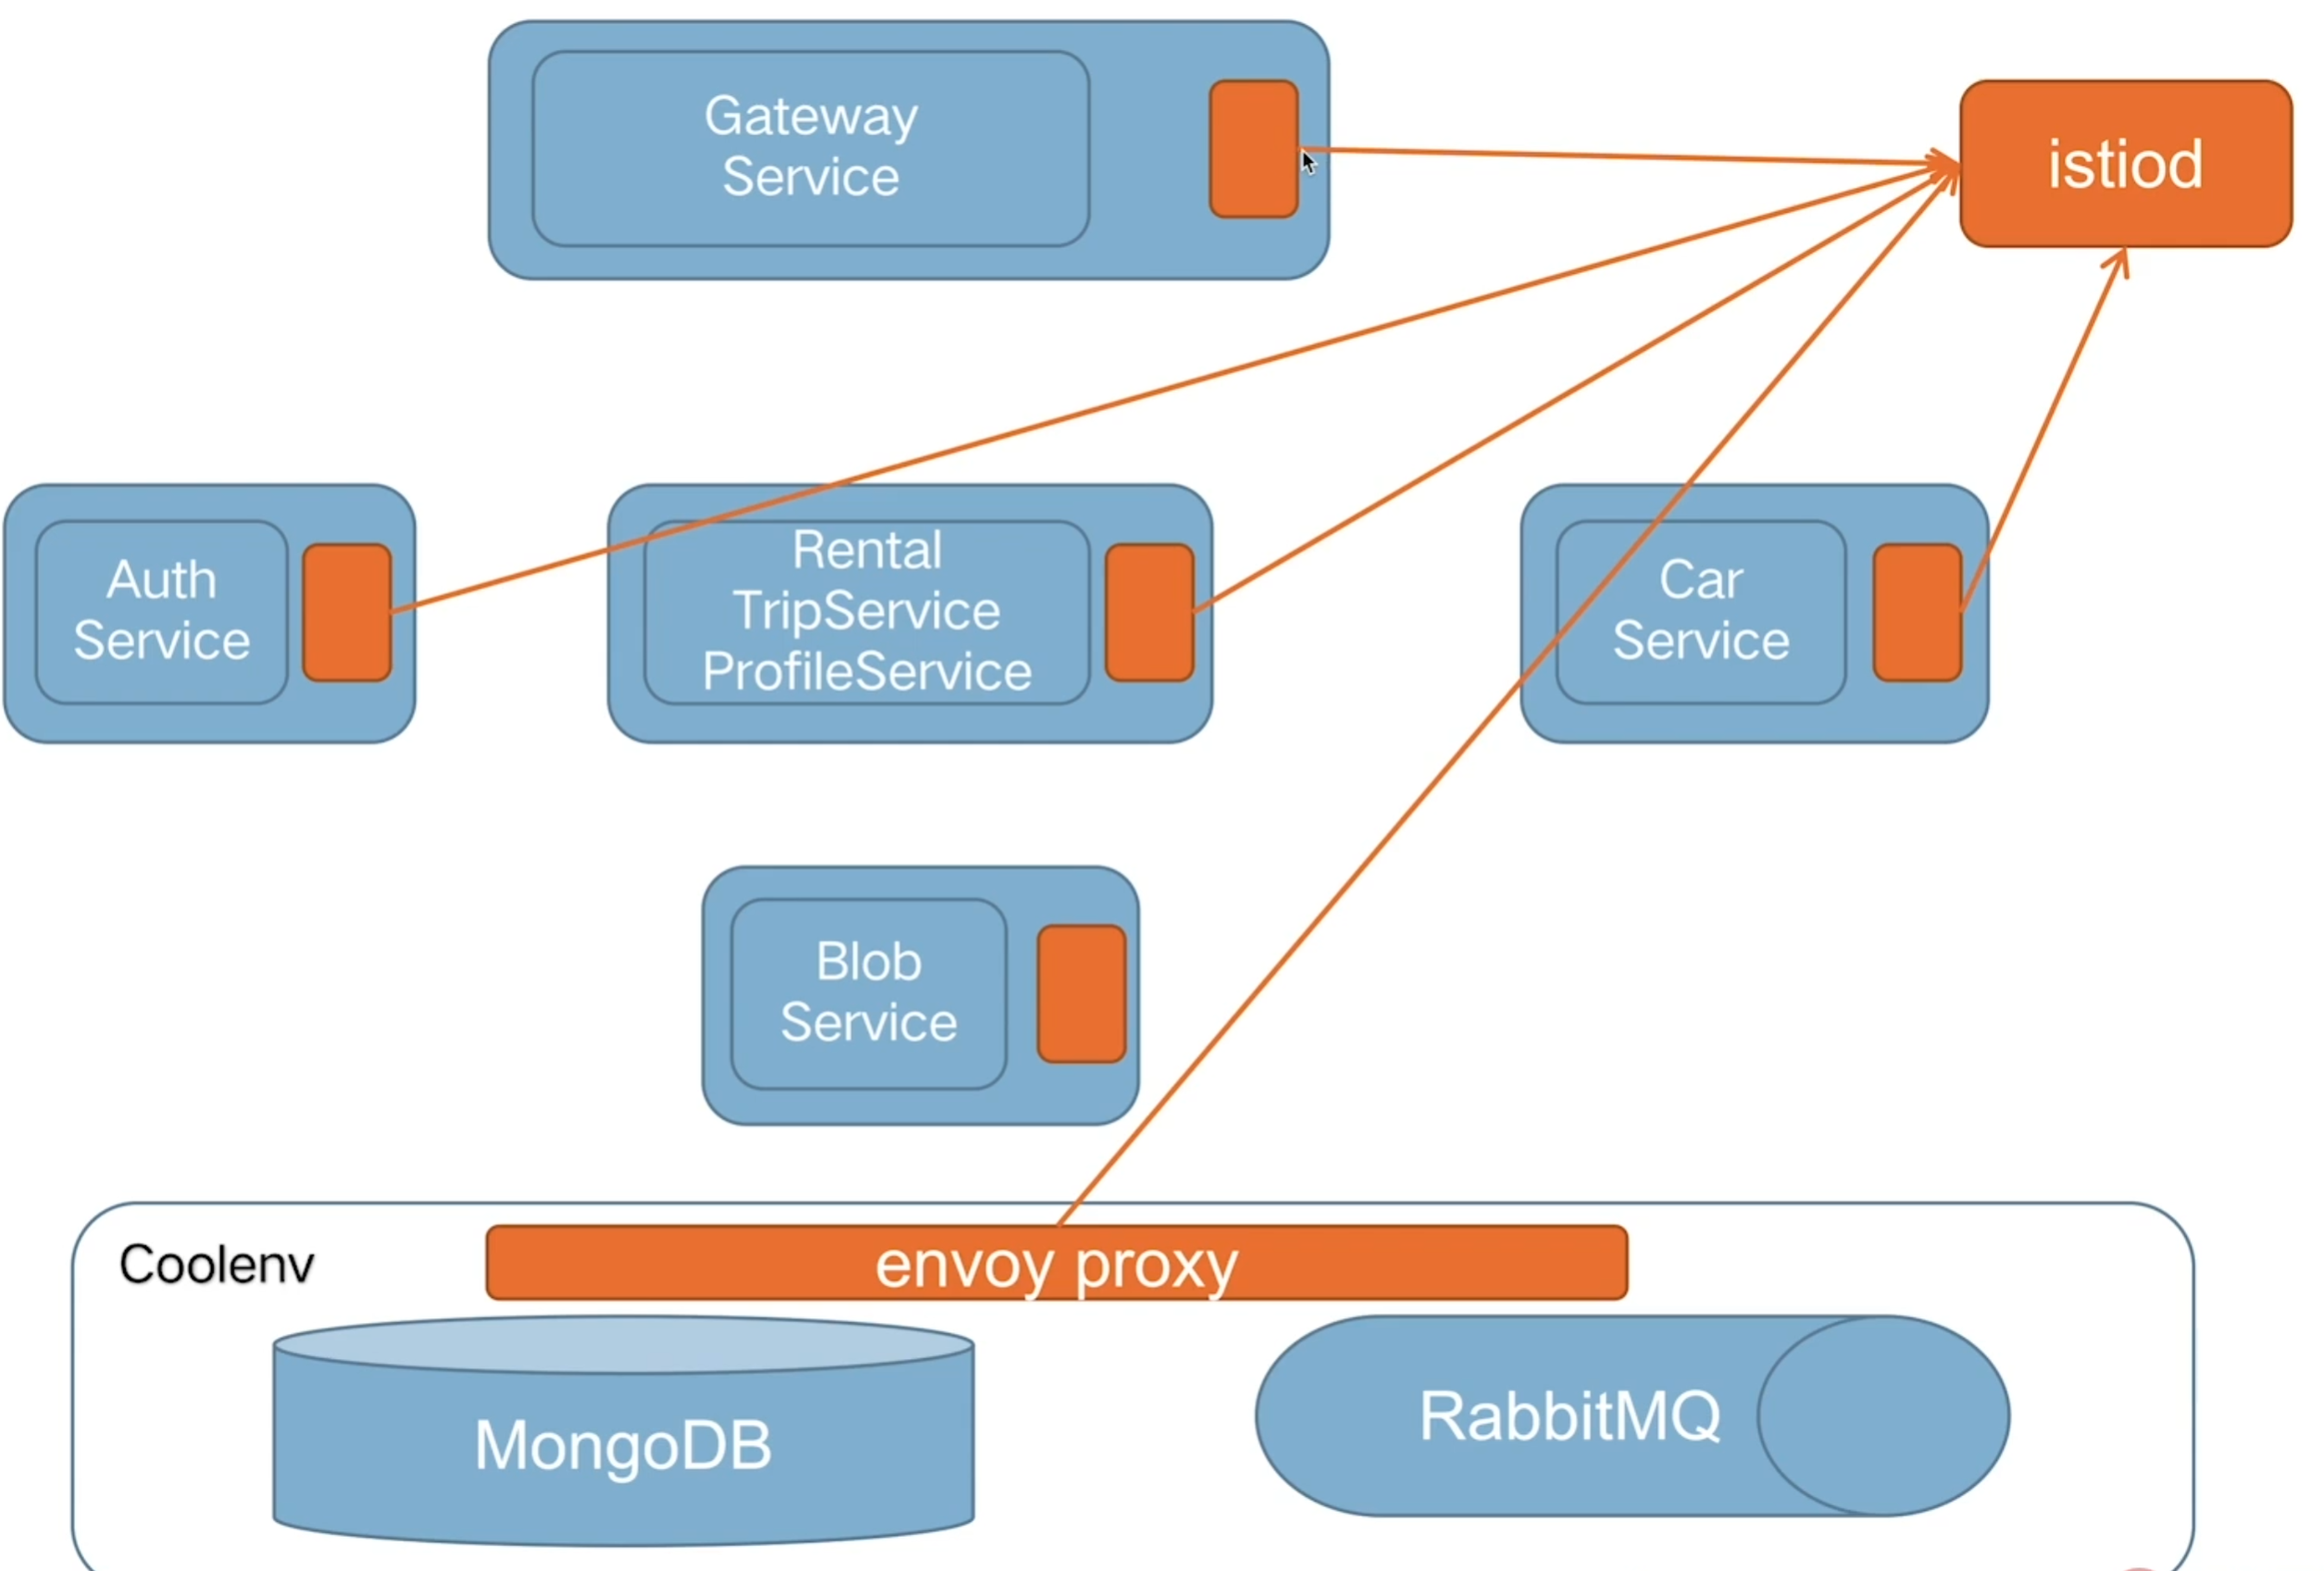 Gateway
Service
istiod
Auth
Service
Rental
TripService
ProfileService
Car
Service
Blob
Service
Coolenv
envoy proxy
MongoDB
RabbitMQ